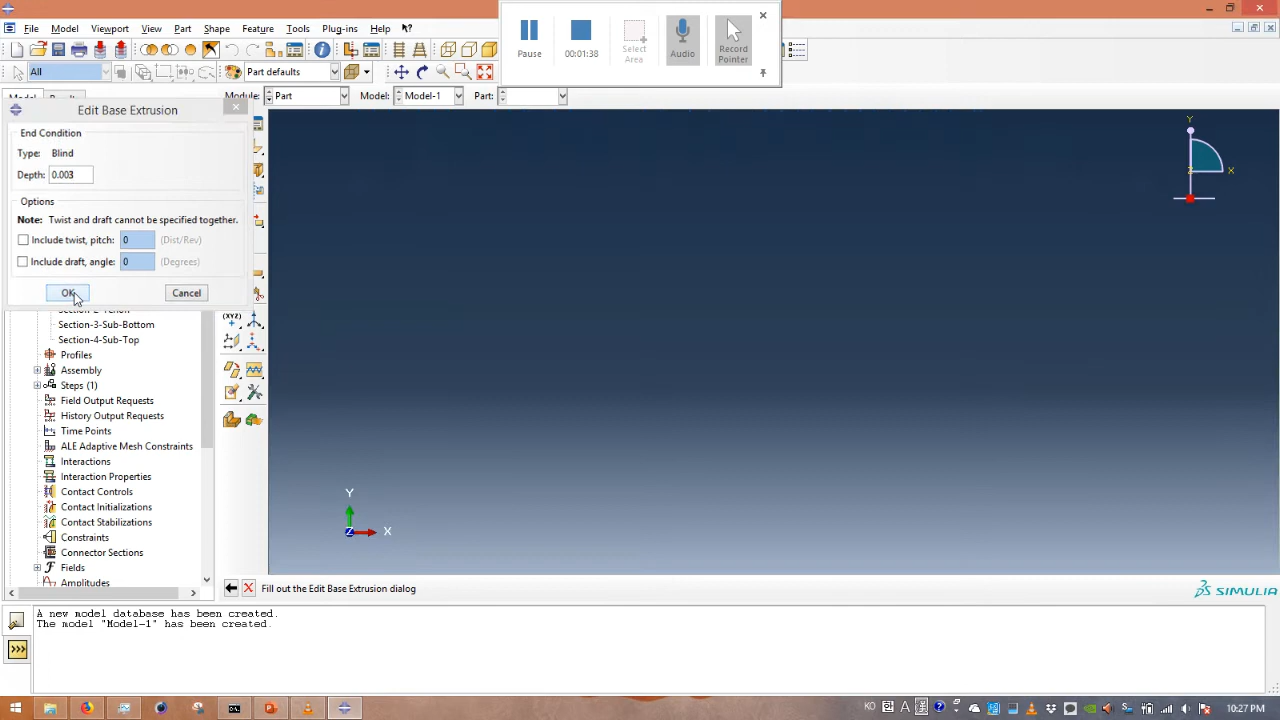 File Model Viewport View Part Shape Feature Tools Plug-ins Help
Pause
00:01:38
Select
Area
Audio
Record
Pointer
All
Part defaults
Module: Part Model: Model-1 Part:
Edit Base Extrusion
End Condition
Type: Blind
Depth: 0.003
Options
Note: Twist and draft cannot be specified together.
Include twist, pitch: 0 (Dist/Rev)
Include draft, angle: 0 (Degrees)
OK Cancel
Section-3-Sub-Bottom
Section-4-Sub-Top
Profiles
Assembly
Steps (1)
Field Output Requests
History Output Requests
Time Points
ALE Adaptive Mesh Constraints
Interactions
Interaction Properties
Contact Controls
Contact Initializations
Contact Stabilizations
Constraints
Connector Sections
Fields
Amplitudes
(XYZ)
Y
Z
X
Y
Z
X
Fill out the Edit Base Extrusion dialog
SIMULIA
A new model database has been created.
The model "Model-1" has been created.
>>>
KO A
10:27 PM